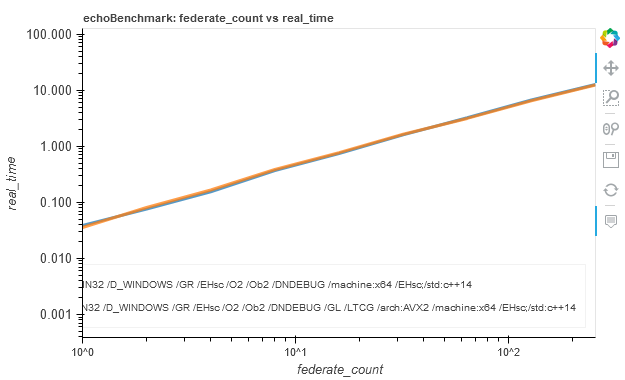 echoBenchmark: federate_count vs real_time
100.000
10.000
1.000
0.100
0.010
0.001
real_time
IN32 /D_WINDOWS /GR /EHsc /O2 /Ob2 /DNDEBUG /machine:x64 /EHsc;/std:c++14
IN32 /D_WINDOWS /GR /EHsc /O2 /Ob2 /DNDEBUG /GL /LTCG /arch:AVX2 /machine:x64 /EHsc;/std:c++14
10^0
10^1
10^2
federate_count